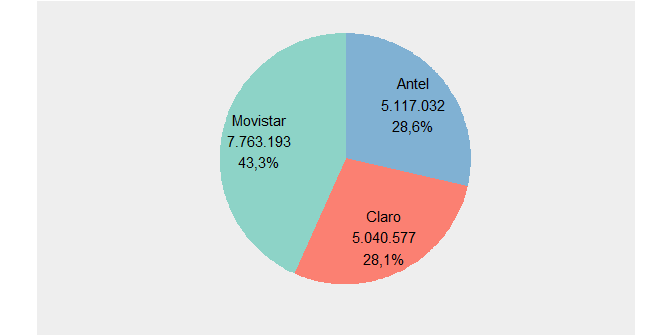 Antel
5.117.032
28,6%
Movistar
7.763.193
43,3%
Claro
5.040.577
28,1%